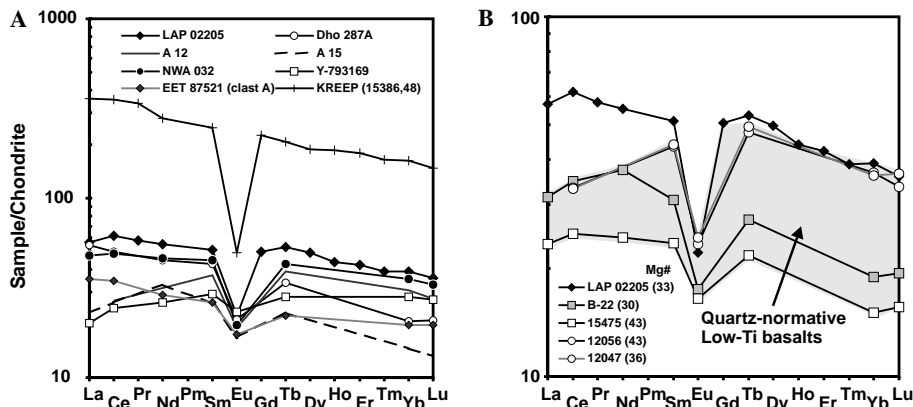 A
1000
100
10
Sample/Chondrite
LAP 02205
Dho 287A
A 12
A 15
NWA 032
Y-793169
EET 87521 (clast A)
KREEP (15386,48)
La Ce Pr Nd Pm Sm Eu Gd Tb Dy Ho Er Tm Yb Lu
B
100
10
Mg#
LAP 02205 (33)
B-22 (30)
15475 (43)
12056 (43)
12047 (36)
Quartz-normative
Low-Ti basalts
La Ce Pr Nd Pm Sm Eu Gd Tb Dy Ho Er Tm Yb Lu